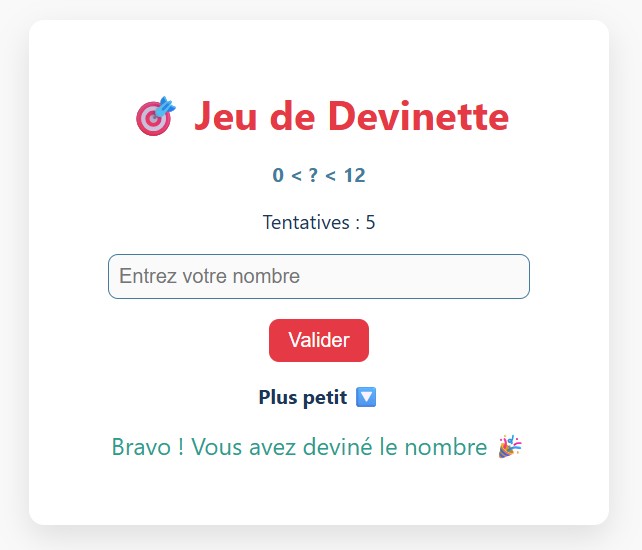 🎯 Jeu de Devinette
0 < ? < 12
Tentatives : 5
Entrez votre nombre
Valider
Plus petit 🔽
Bravo ! Vous avez deviné le nombre 🎉